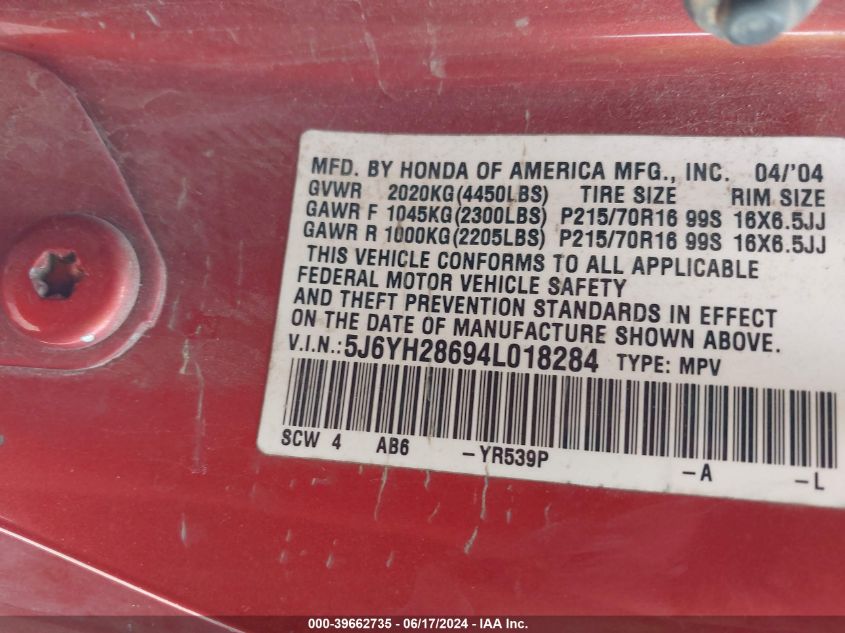 MFD. BY HONDA OF AMERICA MFG., INC. 04/'04
GVWR 2020KG(4450LBS) TIRE SIZE RIM SIZE
GAWR F 1045KG(2300LBS) P215/70R16 99S 16X6.5JJ
GAWR R 1000KG(2205LBS) P215/70R16 99S 16X6.5JJ
THIS VEHICLE CONFORMS TO ALL APPLICABLE
FEDERAL MOTOR VEHICLE SAFETY
AND THEFT PREVENTION STANDARDS IN EFFECT
ON THE DATE OF MANUFACTURE SHOWN ABOVE.
V.I.N.:5J6YH28694L018284 TYPE: MPV
SCW 4 AB6 -YR539P -A -L
000-39662735 - 06/17/2024 - IAAI.com